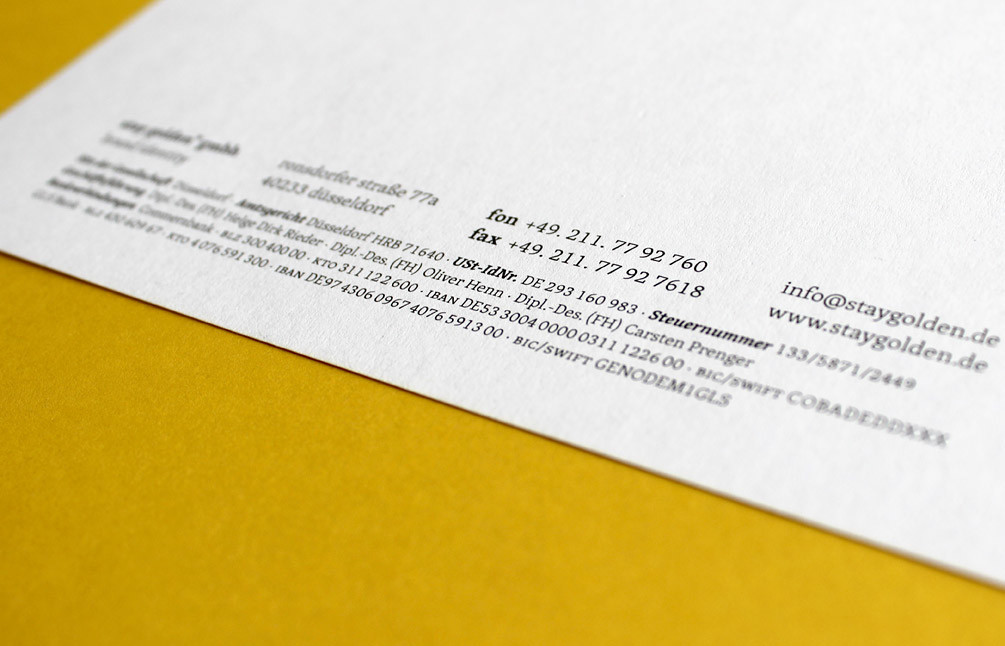 stay golden° gmbh
brand identity
ronsdorfer straße 77a
40233 düsseldorf
fon +49. 211. 77 92 760
fax +49. 211. 77 92 7618
info@staygolden.de
www.staygolden.de
Sitz der Gesellschaft Düsseldorf · Amtsgericht Düsseldorf HRB 71640 · USt-IdNr. DE 293 160 983 · Steuernummer 133/5871/2449
Geschäftsführung Dipl.-Des. (FH) Helge Dirk Rieder · Dipl.-Des. (FH) Oliver Henn · Dipl.-Des. (FH) Carsten Prenger
Bankverbindungen Commerzbank · BLZ 300 400 00 · KTO 311 122 600 · IBAN DE53 3004 0000 0311 1226 00 · BIC/SWIFT COBADEDDXXX
GLS Bank · BLZ 430 609 67 · KTO 4 076 591 300 · IBAN DE97 4306 0967 4076 5913 00 · BIC/SWIFT GENODEM1GLS